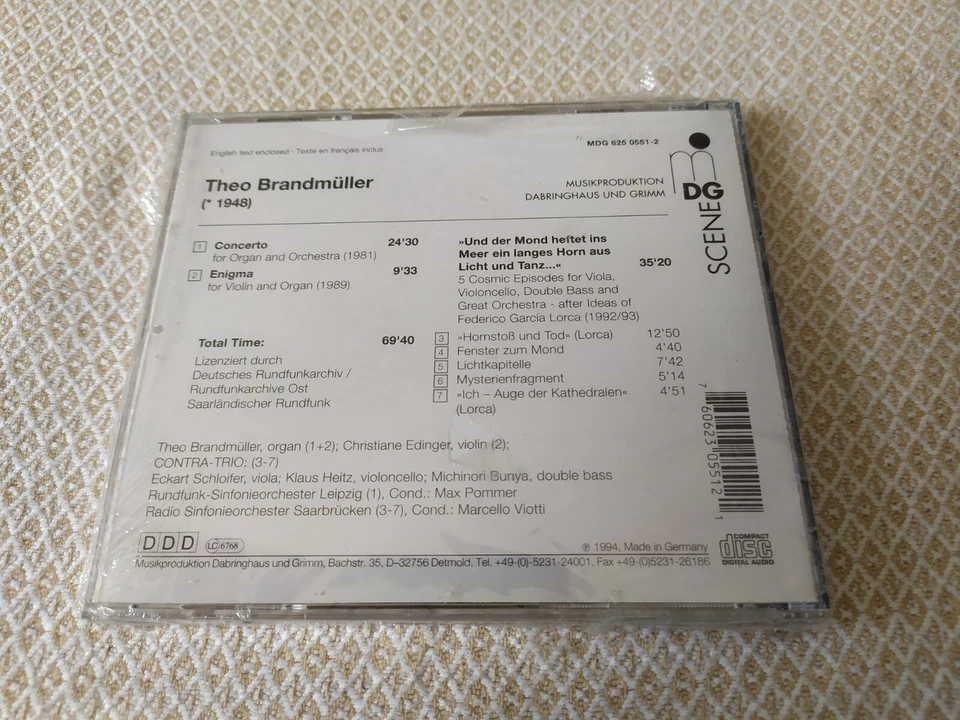 English text enclosed · Texte en français inclus
MDG 625 0551-2
Theo Brandmüller
(* 1948)
MUSIKPRODUKTION
DABRINGHAUS UND GRIMM
DG
SCENE
1 Concerto 24'30
for Organ and Orchestra (1981)
2 Enigma 9'33
for Violin and Organ (1989)
Total Time: 69'40
Lizenziert durch
Deutsches Rundfunkarchiv /
Rundfunkarchive Ost
Saarländischer Rundfunk
»Und der Mond heftet ins
Meer ein langes Horn aus
Licht und Tanz...« 35'20
5 Cosmic Episodes for Viola,
Violoncello, Double Bass and
Great Orchestra - after Ideas of
Federico García Lorca (1992/93)
3 »Hornstoß und Tod« (Lorca) 12'50
4 Fenster zum Mond 4'40
5 Lichtkapitelle 7'42
6 Mysterienfragment 5'14
7 »Ich – Auge der Kathedralen« 4'51
(Lorca)
7 60623 05512 1
Theo Brandmüller, organ (1+2); Christiane Edinger, violin (2);
CONTRA-TRIO: (3-7)
Eckart Schloifer, viola; Klaus Heitz, violoncello; Michinori Bunya, double bass
Rundfunk-Sinfonieorchester Leipzig (1), Cond.: Max Pommer
Radio Sinfonieorchester Saarbrücken (3-7), Cond.: Marcello Viotti
DDD
LC 6768
℗ 1994, Made in Germany
COMPACT
disc
DIGITAL AUDIO
Musikproduktion Dabringhaus und Grimm, Bachstr. 35, D–32756 Detmold, Tel. +49-(0)-5231-24001, Fax +49-(0)5231-26186